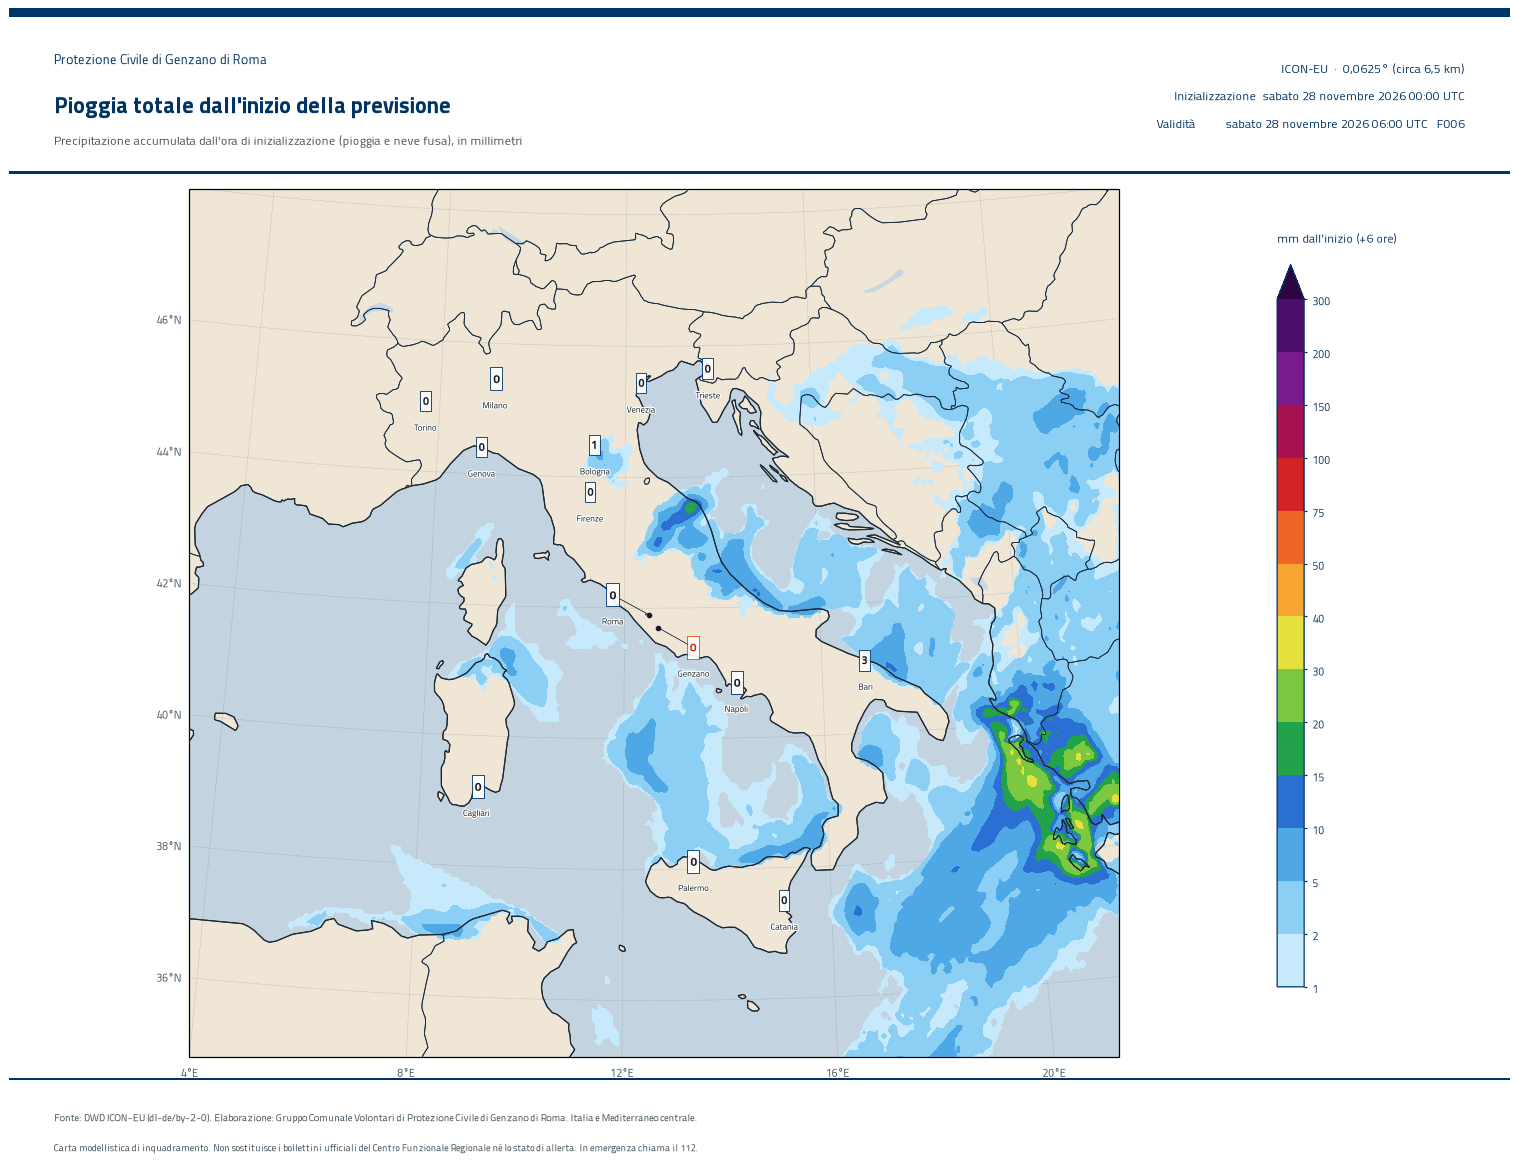 Protezione Civile di Genzano di Roma
Pioggia totale dall'inizio della previsione
Precipitazione accumulata dall'ora di inizializzazione (pioggia e neve fusa), in millimetri
ICON-EU · 0,0625° (circa 6,5 km)
Inizializzazione sabato 28 novembre 2026 00:00 UTC
Validità sabato 28 novembre 2026 06:00 UTC F006
mm dall'inizio (+6 ore)
300
200
150
100
75
50
40
30
20
15
10
5
2
1
46°N
44°N
42°N
40°N
38°N
36°N
4°E
8°E
12°E
16°E
20°E
0
Trieste
0
Milano
0
Venezia
0
Torino
0
Genova
1
Bologna
0
Firenze
0
Roma
0
Genzano
3
Bari
0
Napoli
0
Cagliari
0
Palermo
0
Catania
Fonte: DWD ICON-EU (dl-de/by-2-0). Elaborazione: Gruppo Comunale Volontari di Protezione Civile di Genzano di Roma. Italia e Mediterraneo centrale.
Carta modellistica di inquadramento. Non sostituisce i bollettini ufficiali del Centro Funzionale Regionale né lo stato di allerta. In emergenza chiama il 112.